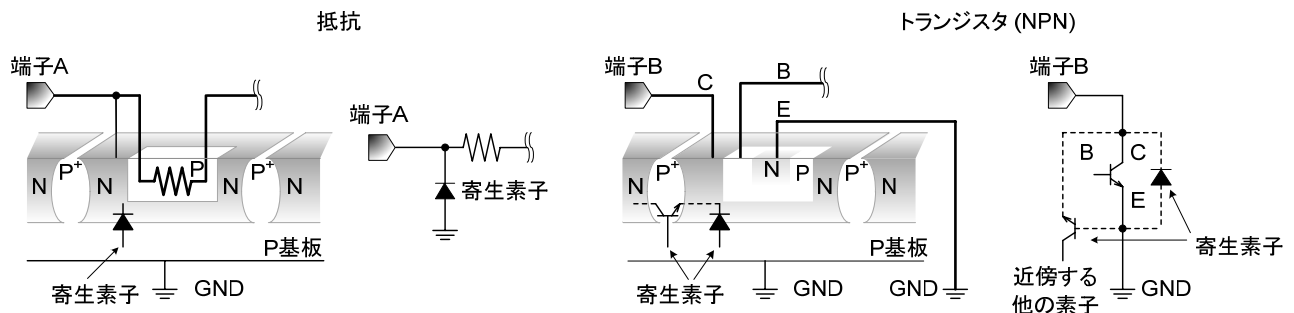 抵抗
端子A
N
P+
N
P
N
P+
N
P基板
寄生素子
GND
端子A
寄生素子
トランジスタ (NPN)
端子B
C
B
E
N
P+
N
P
N
P+
N
P基板
寄生素子
GND
GND
端子B
B
C
E
寄生素子
近傍する
他の素子
GND